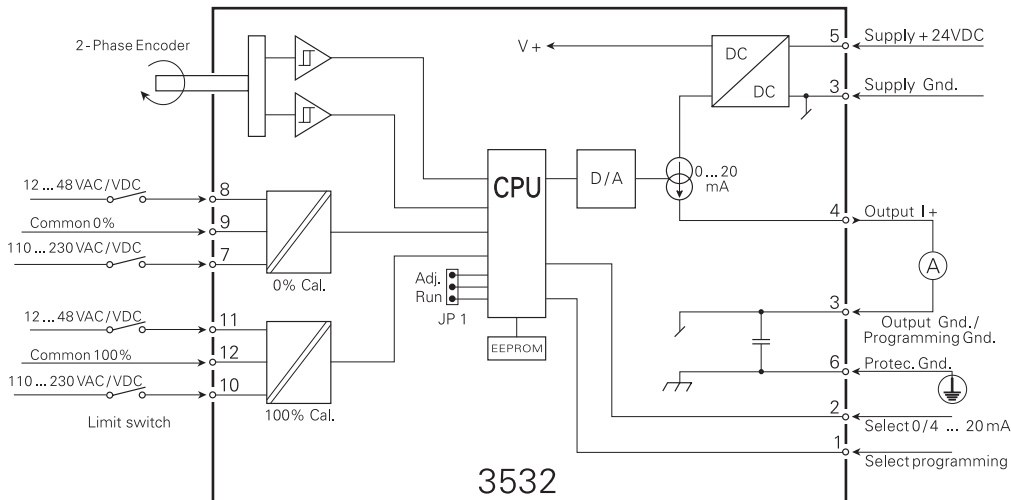 2-Phase Encoder
V+
DC
DC
5
Supply + 24VDC
3
Supply Gnd.
CPU
D/A
0 ... 20
mA
4
Output I +
A
12 ... 48 VAC/VDC
8
Common 0%
9
110 ... 230 VAC/VDC
7
0% Cal.
Adj.
Run
JP 1
EEPROM
12 ... 48 VAC/VDC
11
Common 100%
12
110 ... 230 VAC/VDC
10
100% Cal.
Limit switch
3
Output Gnd./
Programming Gnd.
6
Protec. Gnd.
2
Select 0/4 ... 20 mA
1
Select programming
3532